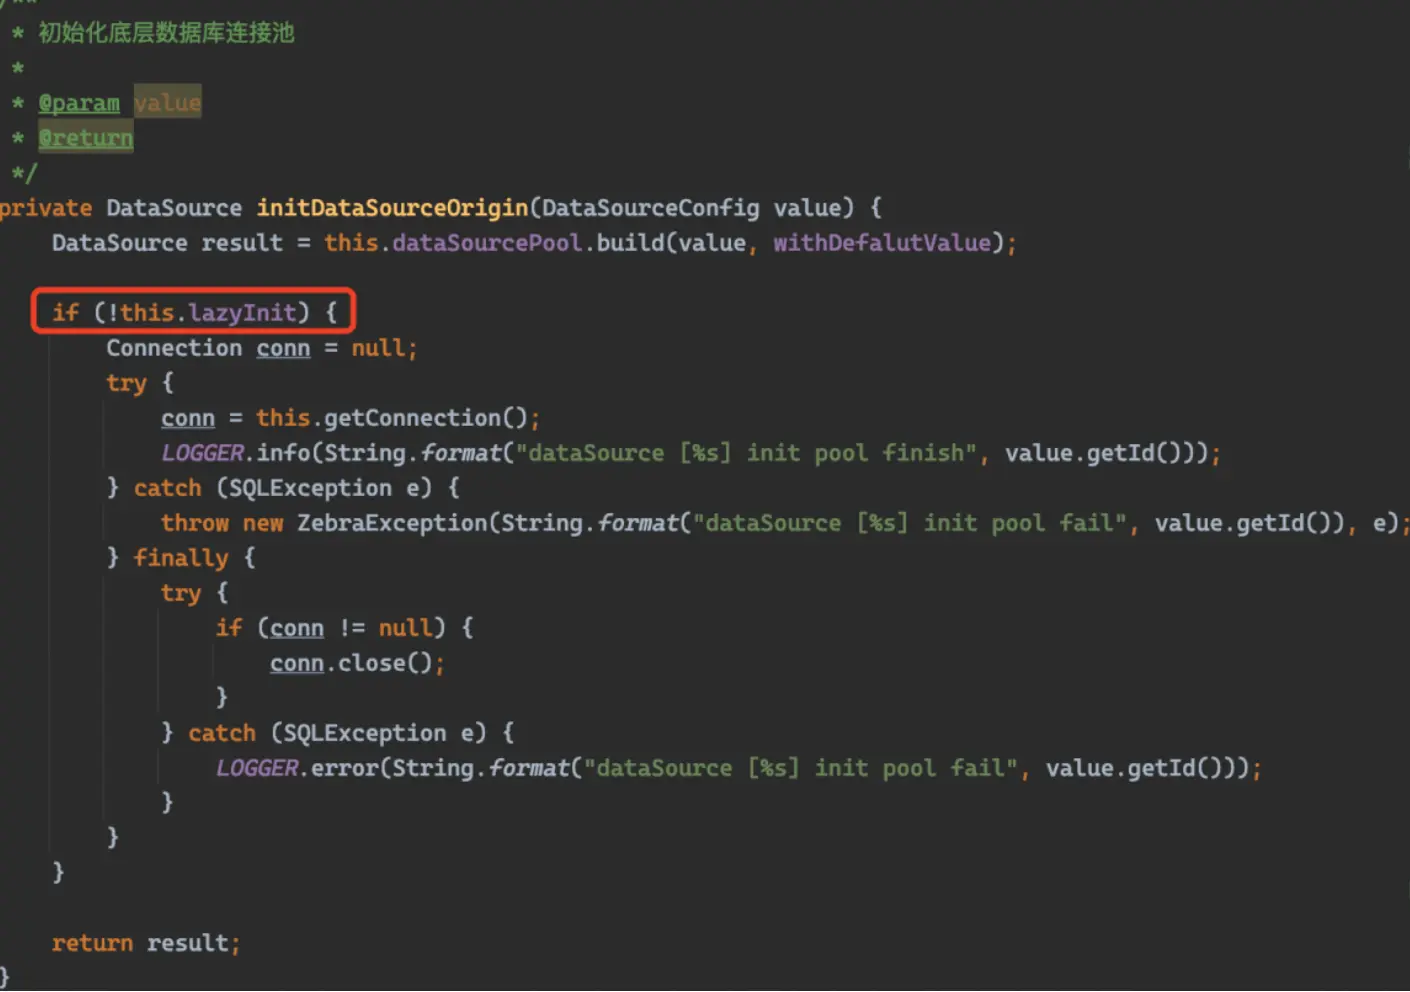 /**
* 初始化底层数据库连接池
*
* @param value
* @return
*/
private DataSource initDataSourceOrigin(DataSourceConfig value) {
DataSource result = this.dataSourcePool.build(value, withDefalutValue);
if (!this.lazyInit) {
Connection conn = null;
try {
conn = this.getConnection();
LOGGER.info(String.format("dataSource [%s] init pool finish", value.getId()));
} catch (SQLException e) {
throw new ZebraException(String.format("dataSource [%s] init pool fail", value.getId()), e);
} finally {
try {
if (conn != null) {
conn.close();
}
} catch (SQLException e) {
LOGGER.error(String.format("dataSource [%s] init pool fail", value.getId()));
}
}
}
return result;
}